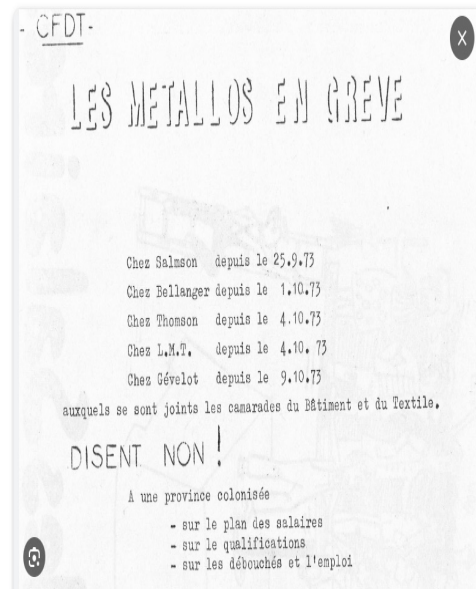 - CFDT-
LES METALLOS EN GREVE
Chez Salmson depuis le 25.9.73
Chez Bellanger depuis le 1.10.73
Chez Thomson depuis le 4.10.73
Chez L.M.T. depuis le 4.10. 73
Chez Gévelot depuis le 9.10.73
auxquels se sont joints les camarades du Bâtiment et du Textile.
DISENT NON !
A une province colonisée
- sur le plan des salaires
- sur le qualifications
- sur les débouchés et l'emploi